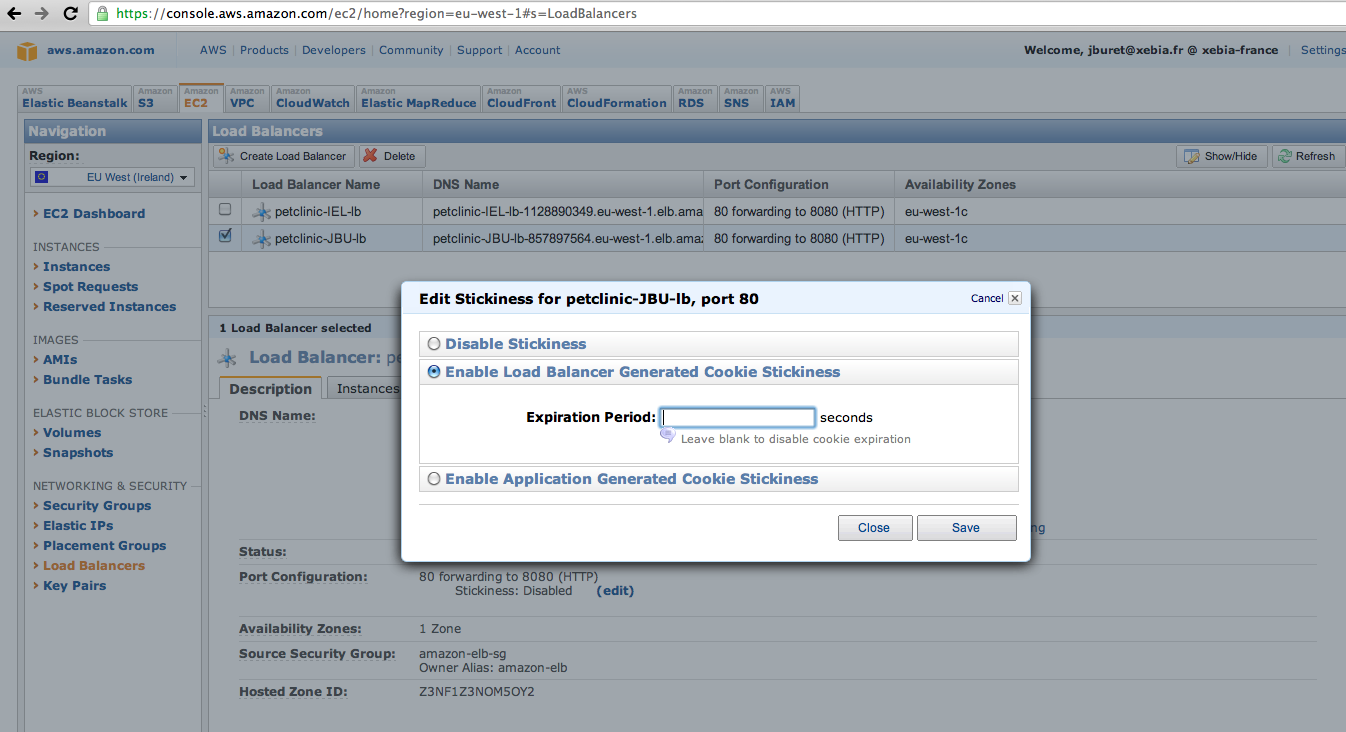 https://console.aws.amazon.com/ec2/home?region=eu-west-1#s=LoadBalancers
aws.amazon.com AWS | Products | Developers | Community | Support | Account Welcome, jburet@xebia.fr @ xebia-france | Settings
AWS Elastic Beanstalk
Amazon S3
Amazon EC2
Amazon VPC
Amazon CloudWatch
Amazon Elastic MapReduce
Amazon CloudFront
AWS CloudFormation
Amazon RDS
Amazon SNS
AWS IAM
Navigation
Region:
EU West (Ireland)
EC2 Dashboard
INSTANCES
Instances
Spot Requests
Reserved Instances
IMAGES
AMIs
Bundle Tasks
ELASTIC BLOCK STORE
Volumes
Snapshots
NETWORKING & SECURITY
Security Groups
Elastic IPs
Placement Groups
Load Balancers
Key Pairs
Load Balancers
Create Load Balancer Delete Show/Hide Refresh
Load Balancer Name DNS Name Port Configuration Availability Zones
petclinic-IEL-lb petclinic-IEL-lb-1128890349.eu-west-1.elb.ama 80 forwarding to 8080 (HTTP) eu-west-1c
petclinic-JBU-lb petclinic-JBU-lb-857897564.eu-west-1.elb.amaz 80 forwarding to 8080 (HTTP) eu-west-1c
1 Load Balancer selected
Load Balancer: pe
Description Instances
DNS Name:
Edit Stickiness for petclinic-JBU-lb, port 80 Cancel
Disable Stickiness
Enable Load Balancer Generated Cookie Stickiness
Expiration Period: seconds
Leave blank to disable cookie expiration
Enable Application Generated Cookie Stickiness
Close Save
ng
Status:
Port Configuration: 80 forwarding to 8080 (HTTP)
Stickiness: Disabled (edit)
Availability Zones: 1 Zone
Source Security Group: amazon-elb-sg
Owner Alias: amazon-elb
Hosted Zone ID: Z3NF1Z3NOM5OY2